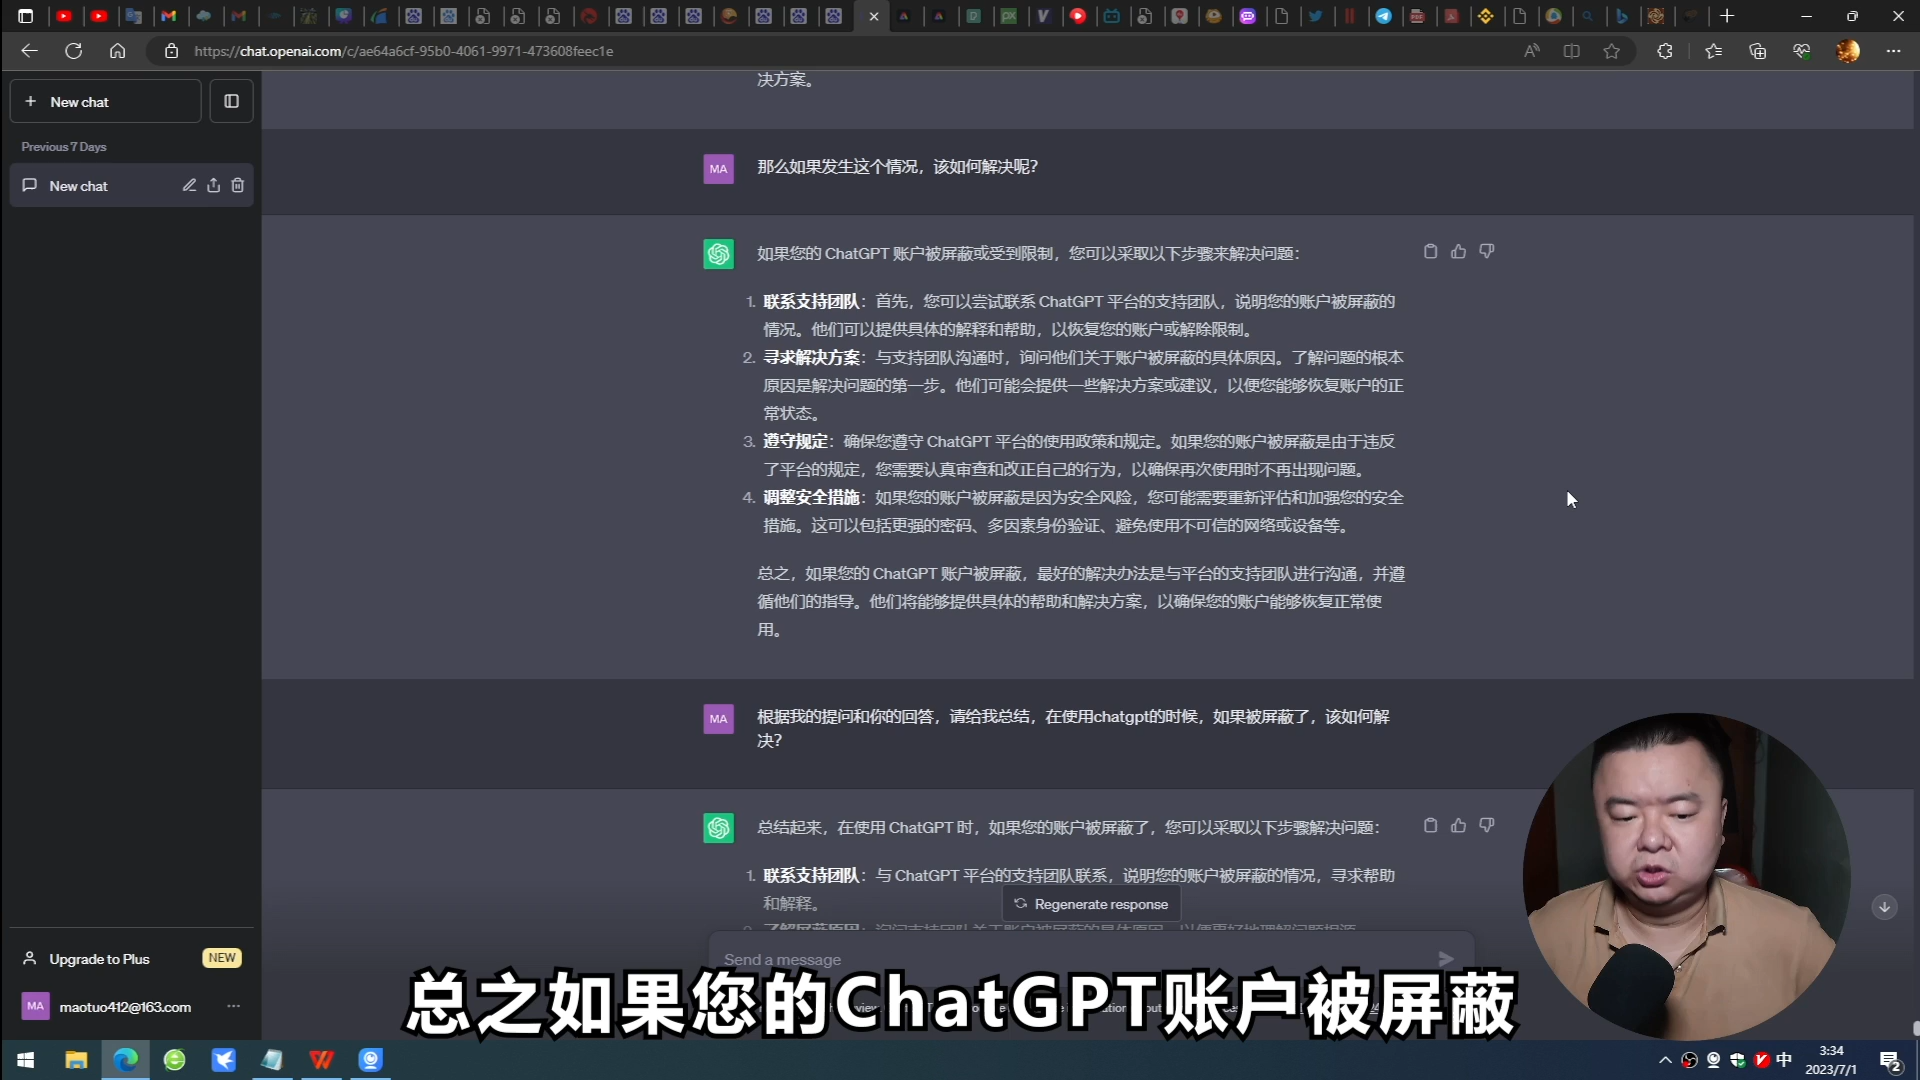 https://chat.openai.com/c/ae64a6cf-95b0-4061-9971-473608feec1e
New chat
Previous 7 Days
New chat
决方案。
MA
那么如果发生这个情况，该如何解决呢？
如果您的 ChatGPT 账户被屏蔽或受到限制，您可以采取以下步骤来解决问题：
1. 联系支持团队：首先，您可以尝试联系 ChatGPT 平台的支持团队，说明您的账户被屏蔽的
情况。他们可以提供具体的解释和帮助，以恢复您的账户或解除限制。
2. 寻求解决方案：与支持团队沟通时，询问他们关于账户被屏蔽的具体原因。了解问题的根本
原因是解决问题的第一步。他们可能会提供一些解决方案或建议，以便您能够恢复账户的正
常状态。
3. 遵守规定：确保您遵守 ChatGPT 平台的使用政策和规定。如果您的账户被屏蔽是由于违反
了平台的规定，您需要认真审查和改正自己的行为，以确保再次使用时不再出现问题。
4. 调整安全措施：如果您的账户被屏蔽是因为安全风险，您可能需要重新评估和加强您的安全
措施。这可以包括更强的密码、多因素身份验证、避免使用不可信的网络或设备等。
总之，如果您的 ChatGPT 账户被屏蔽，最好的解决办法是与平台的支持团队进行沟通，并遵
循他们的指导。他们将能够提供具体的帮助和解决方案，以确保您的账户能够恢复正常使
用。
MA
根据我的提问和你的回答，请给我总结，在使用chatgpt的时候，如果被屏蔽了，该如何解
决？
总结起来，在使用 ChatGPT 时，如果您的账户被屏蔽了，您可以采取以下步骤解决问题：
1. 联系支持团队：与 ChatGPT 平台的支持团队联系，说明您的账户被屏蔽的情况，寻求帮助
和解释。
Regenerate response
Send a message
Upgrade to Plus
NEW
MA
maotuo412@163.com
总之如果您的ChatGPT账户被屏蔽
中
3:34
2023/7/1
2